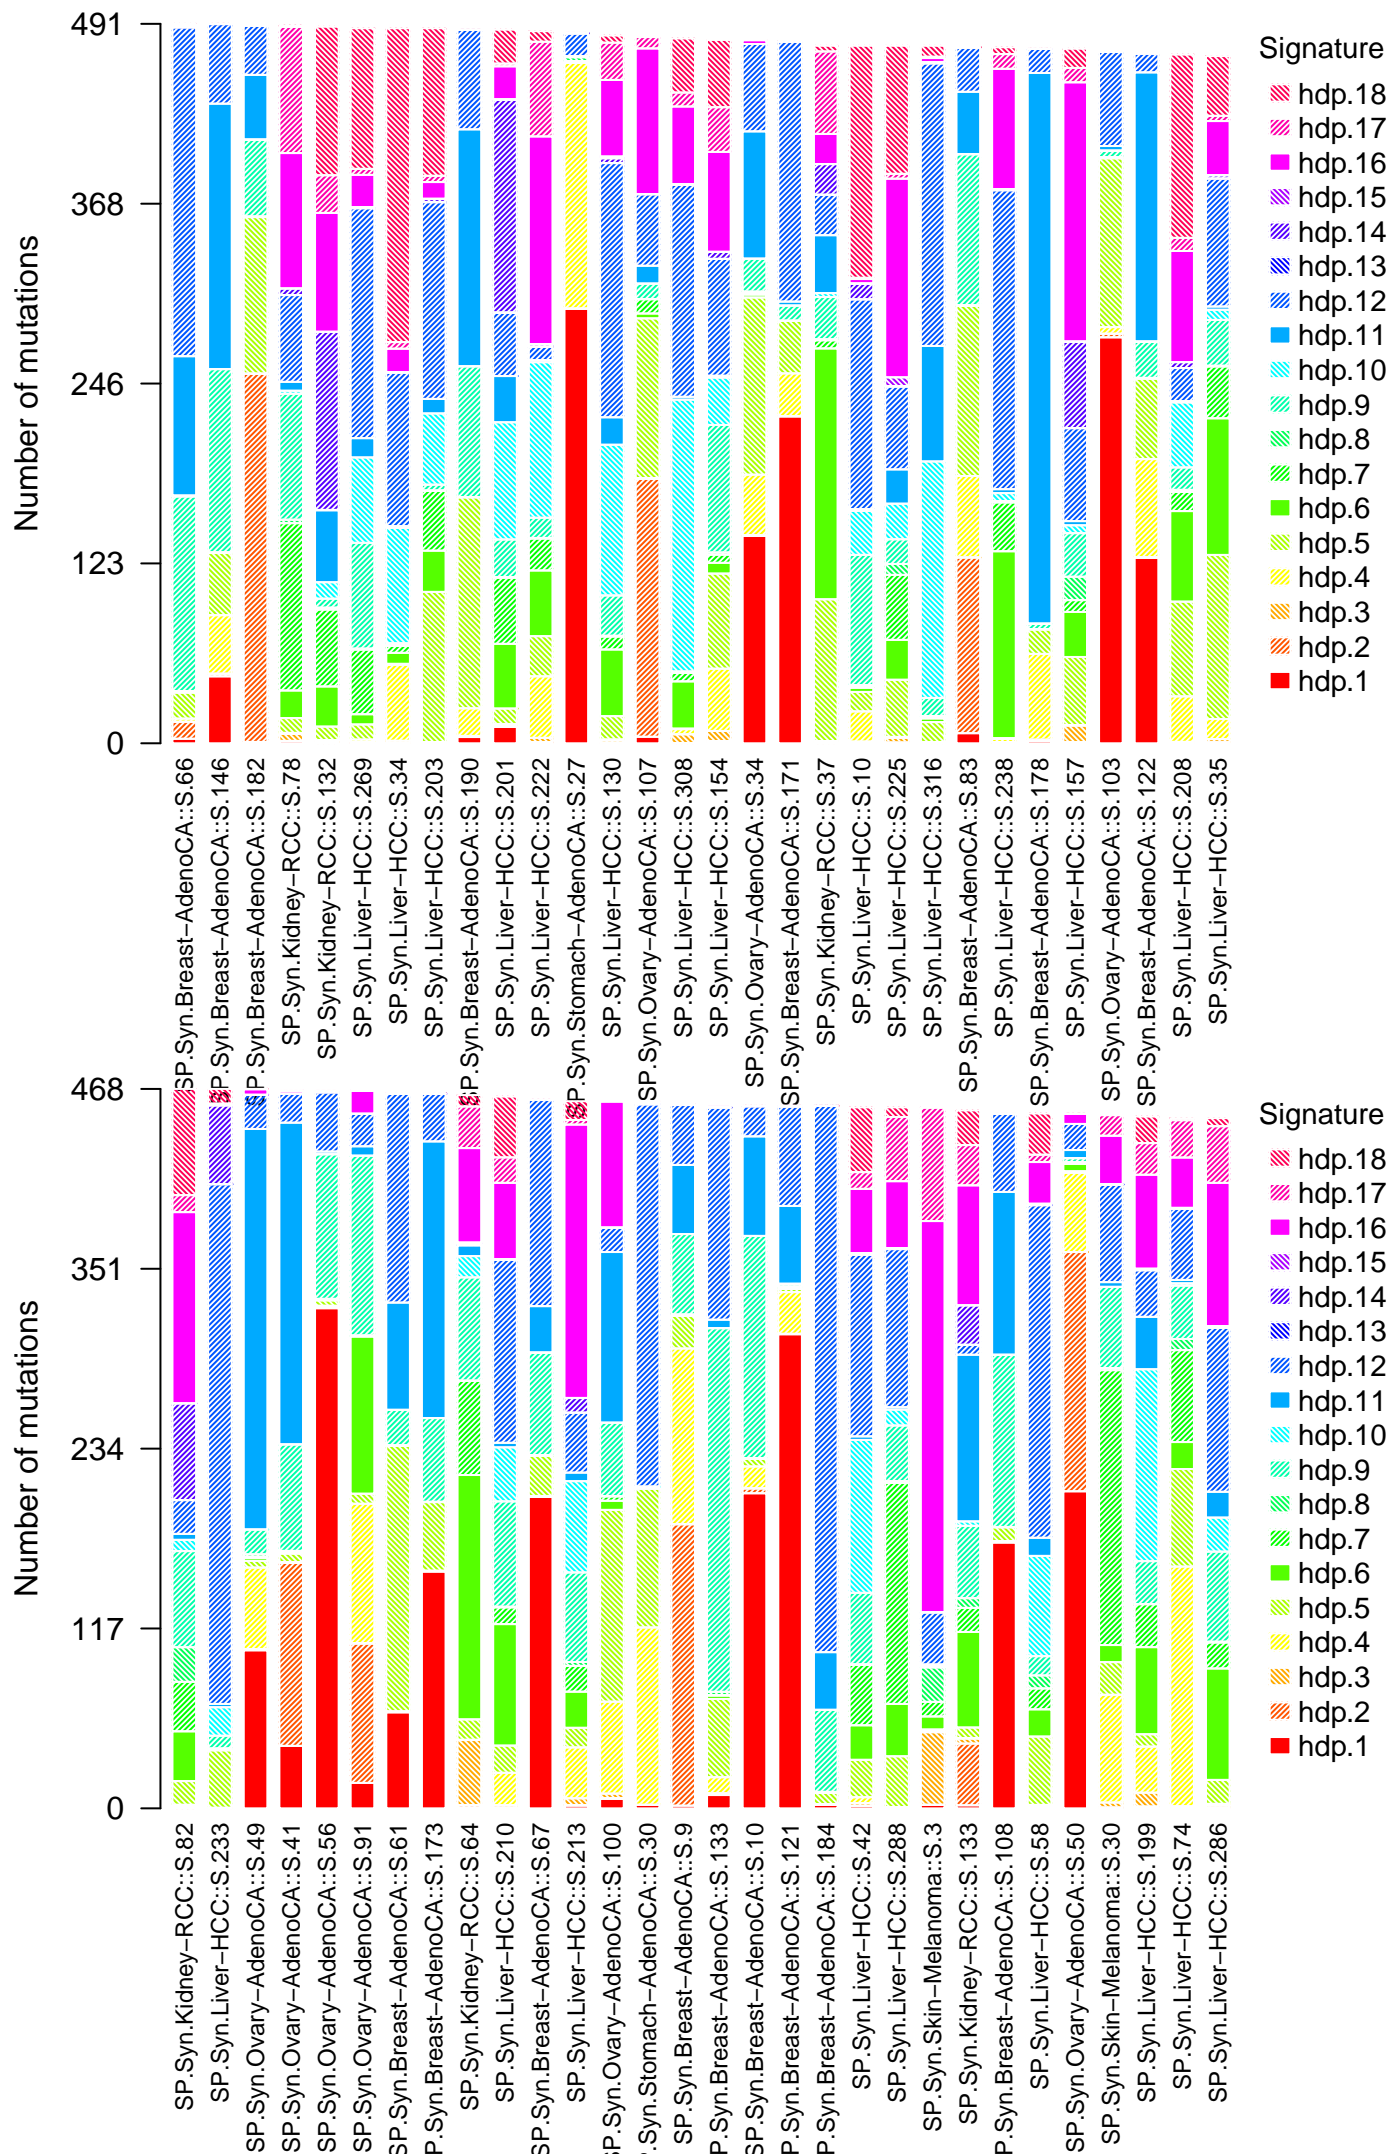 Number of mutations
491
368
246
123
0
SP.Syn.Breast−AdenoCA::S.66
SP.Syn.Breast−AdenoCA::S.146
SP.Syn.Breast−AdenoCA::S.182
SP.Syn.Kidney−RCC::S.78
SP.Syn.Kidney−RCC::S.132
SP.Syn.Liver−HCC::S.269
SP.Syn.Liver−HCC::S.34
SP.Syn.Liver−HCC::S.203
SP.Syn.Breast−AdenoCA::S.190
SP.Syn.Liver−HCC::S.201
SP.Syn.Liver−HCC::S.222
SP.Syn.Stomach−AdenoCA::S.27
SP.Syn.Liver−HCC::S.130
SP.Syn.Ovary−AdenoCA::S.107
SP.Syn.Liver−HCC::S.308
SP.Syn.Liver−HCC::S.154
SP.Syn.Ovary−AdenoCA::S.34
SP.Syn.Breast−AdenoCA::S.171
SP.Syn.Kidney−RCC::S.37
SP.Syn.Liver−HCC::S.10
SP.Syn.Liver−HCC::S.225
SP.Syn.Liver−HCC::S.316
SP.Syn.Breast−AdenoCA::S.83
SP.Syn.Liver−HCC::S.238
SP.Syn.Breast−AdenoCA::S.178
SP.Syn.Liver−HCC::S.157
SP.Syn.Ovary−AdenoCA::S.103
SP.Syn.Breast−AdenoCA::S.122
SP.Syn.Liver−HCC::S.208
SP.Syn.Liver−HCC::S.35
Signature
hdp.18
hdp.17
hdp.16
hdp.15
hdp.14
hdp.13
hdp.12
hdp.11
hdp.10
hdp.9
hdp.8
hdp.7
hdp.6
hdp.5
hdp.4
hdp.3
hdp.2
hdp.1
Number of mutations
468
351
234
117
0
SP.Syn.Kidney−RCC::S.82
SP.Syn.Liver−HCC::S.233
SP.Syn.Ovary−AdenoCA::S.49
SP.Syn.Ovary−AdenoCA::S.41
SP.Syn.Ovary−AdenoCA::S.56
SP.Syn.Ovary−AdenoCA::S.91
SP.Syn.Breast−AdenoCA::S.61
P.Syn.Breast−AdenoCA::S.173
SP.Syn.Kidney−RCC::S.64
SP.Syn.Liver−HCC::S.210
SP.Syn.Breast−AdenoCA::S.67
SP.Syn.Liver−HCC::S.213
SP.Syn.Ovary−AdenoCA::S.100
.Syn.Stomach−AdenoCA::S.30
SP.Syn.Breast−AdenoCA::S.9
P.Syn.Breast−AdenoCA::S.133
SP.Syn.Breast−AdenoCA::S.10
P.Syn.Breast−AdenoCA::S.121
P.Syn.Breast−AdenoCA::S.184
SP.Syn.Liver−HCC::S.42
SP.Syn.Liver−HCC::S.288
SP.Syn.Skin−Melanoma::S.3
SP.Syn.Kidney−RCC::S.133
P.Syn.Breast−AdenoCA::S.108
SP.Syn.Liver−HCC::S.58
SP.Syn.Ovary−AdenoCA::S.50
SP.Syn.Skin−Melanoma::S.30
SP.Syn.Liver−HCC::S.199
SP.Syn.Liver−HCC::S.74
SP.Syn.Liver−HCC::S.286
Signature
hdp.18
hdp.17
hdp.16
hdp.15
hdp.14
hdp.13
hdp.12
hdp.11
hdp.10
hdp.9
hdp.8
hdp.7
hdp.6
hdp.5
hdp.4
hdp.3
hdp.2
hdp.1